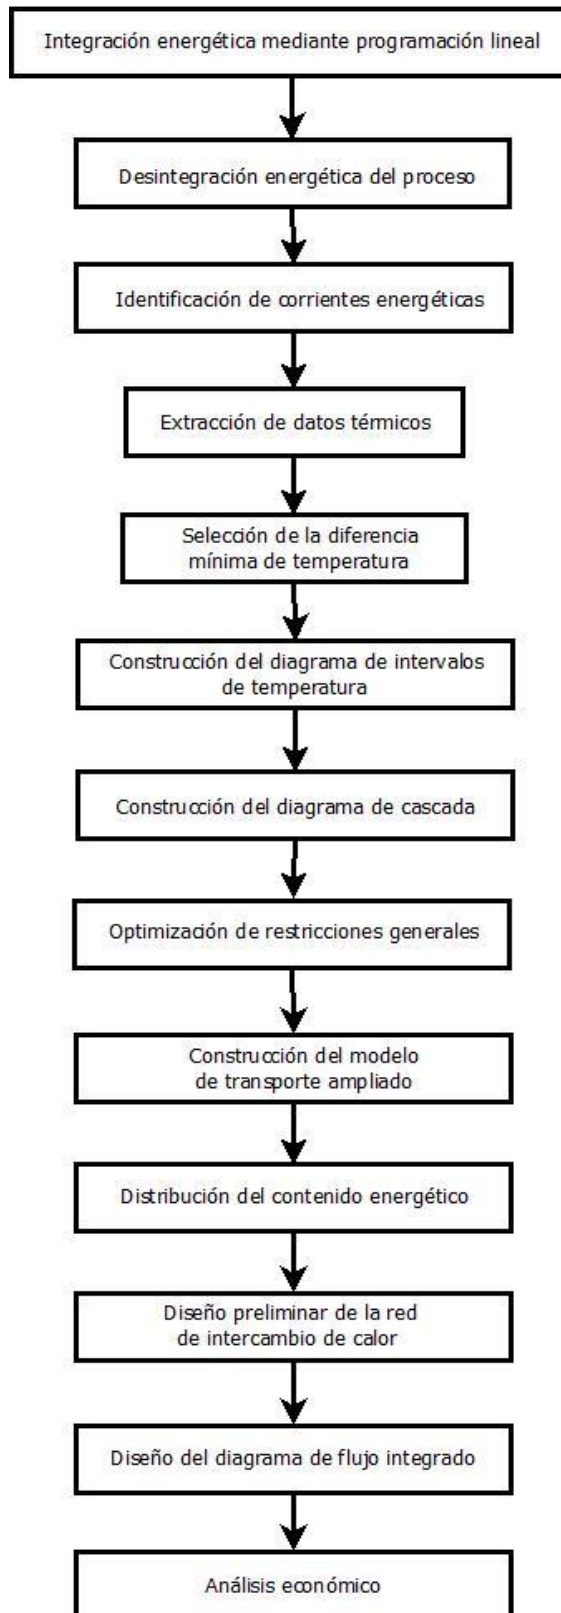 Integración energética mediante programación lineal
Desintegración energética del proceso
Identificación de corrientes energéticas
Extracción de datos térmicos
Selección de la diferencia
mínima de temperatura
Construcción del diagrama de intervalos
de temperatura
Construcción del diagrama de cascada
Optimización de restricciones generales
Construcción del modelo
de transporte ampliado
Distribución del contenido energético
Diseño preliminar de la red
de intercambio de calor
Diseño del diagrama de flujo integrado
Análisis económico